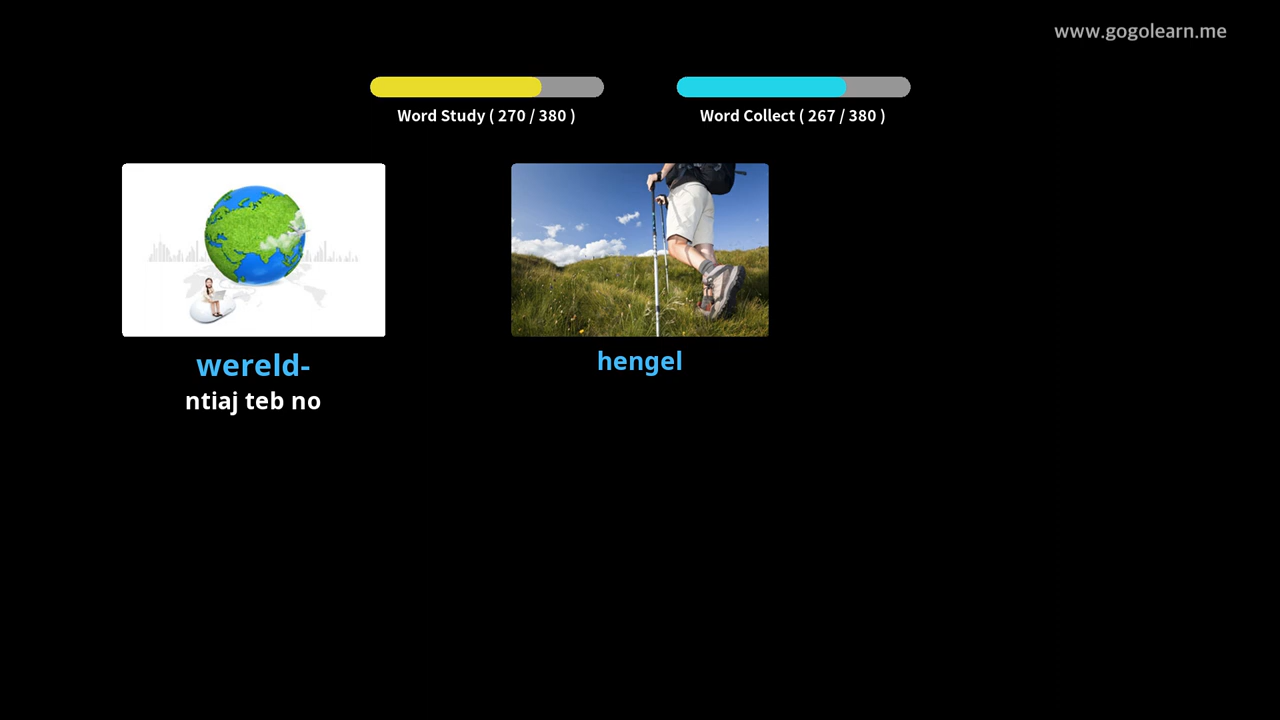 www.gogolearn.me
Word Study ( 270 / 380 )
Word Collect ( 267 / 380 )
wereld-
ntiaj teb no
hengel